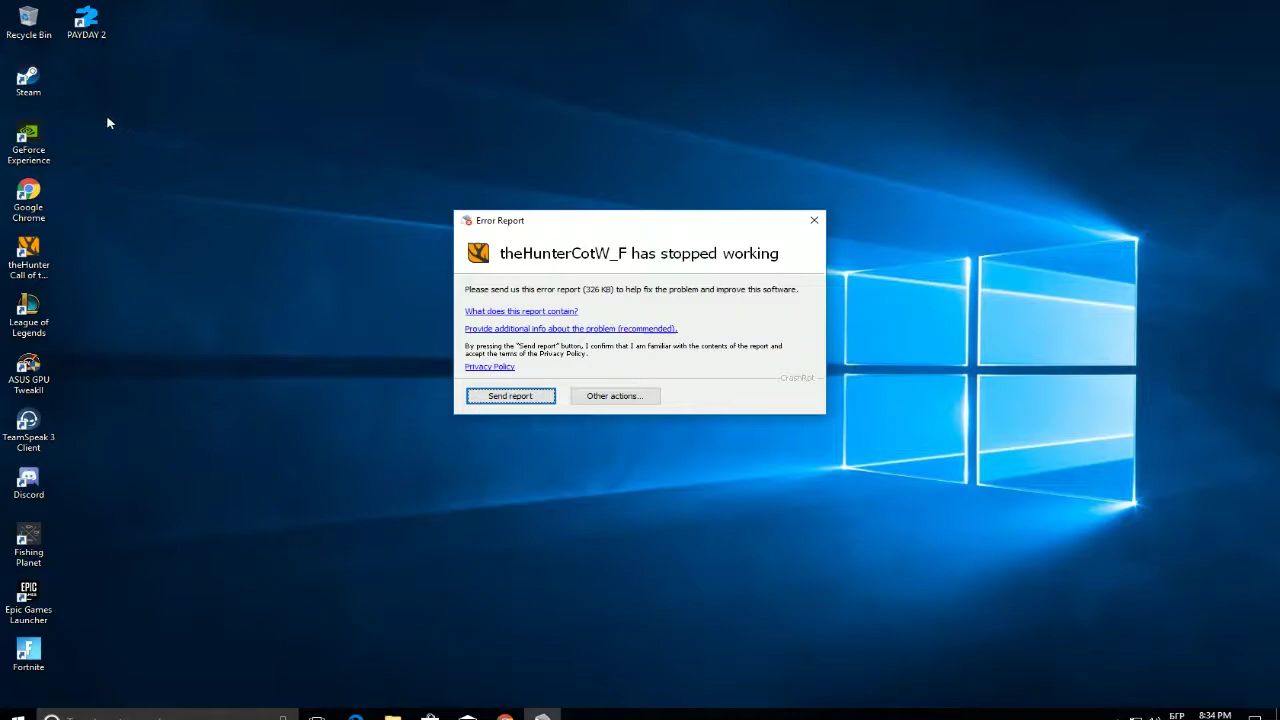 Recycle Bin
PAYDAY 2
Steam
GeForce
Experience
Google
Chrome
theHunter
Call of t...
League of
Legends
ASUS GPU
TweakII
TeamSpeak 3
Client
Discord
Fishing
Planet
EPIC
GAMES
Epic Games
Launcher
Fortnite
Error Report
theHunterCotW_F has stopped working
Please send us this error report (326 KB) to help fix the problem and improve this software.
What does this report contain?
Provide additional info about the problem (recommended).
By pressing the "Send report" button, I confirm that I am familiar with the contents of the report and
accept the terms of the Privacy Policy.
Privacy Policy
CrashRpt
Send report
Other actions...
БГР
8:34 PM